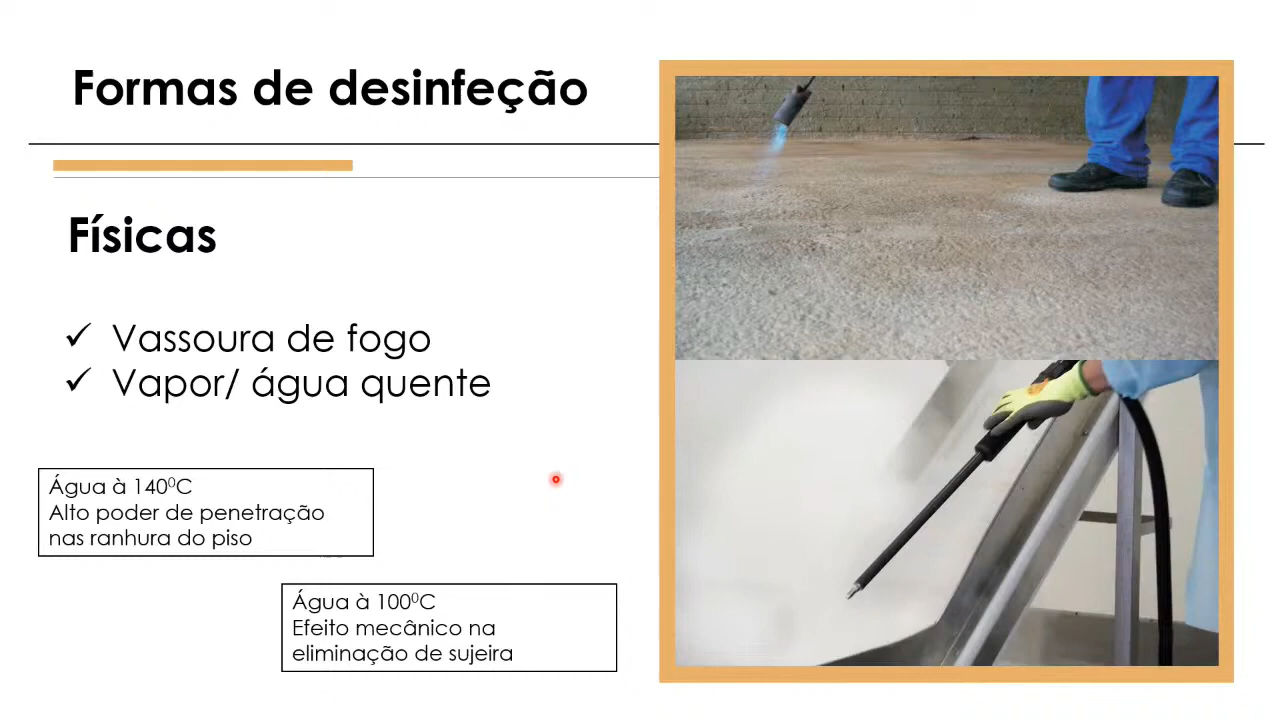 Formas de desinfeção
Físicas
✓ Vassoura de fogo
✓ Vapor/ água quente
Água à 140⁰C
Alto poder de penetração
nas ranhura do piso
Água à 100⁰C
Efeito mecânico na
eliminação de sujeira